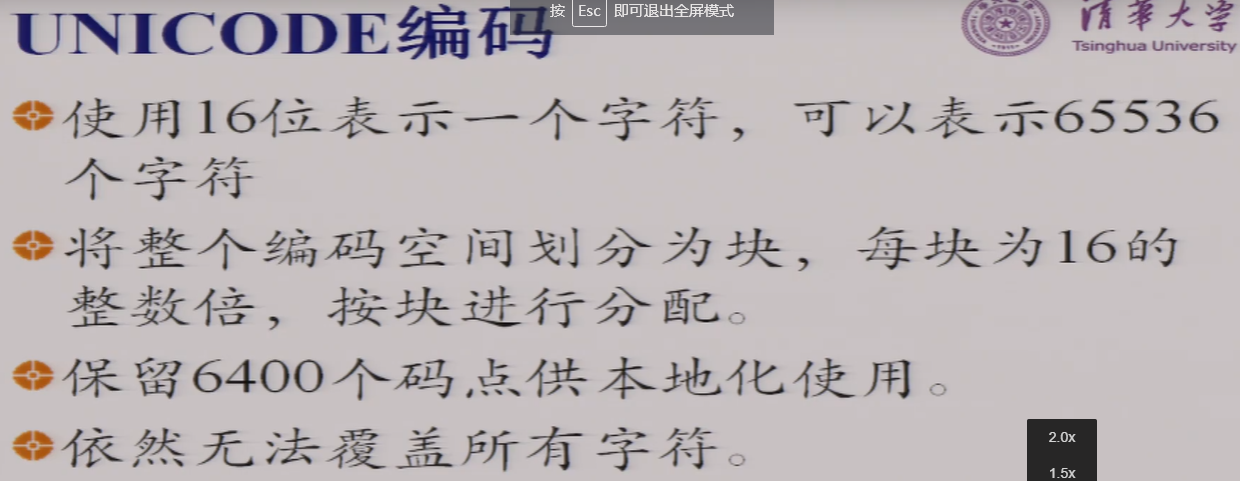 按 Esc 即可退出全屏模式
UNICODE编码
清华大学
Tsinghua University
使用16位表示一个字符，可以表示65536
个字符
将整个编码空间划分为块，每块为16的
整数倍，按块进行分配。
保留6400个码点供本地化使用。
依然无法覆盖所有字符。
2.0x
1.5x